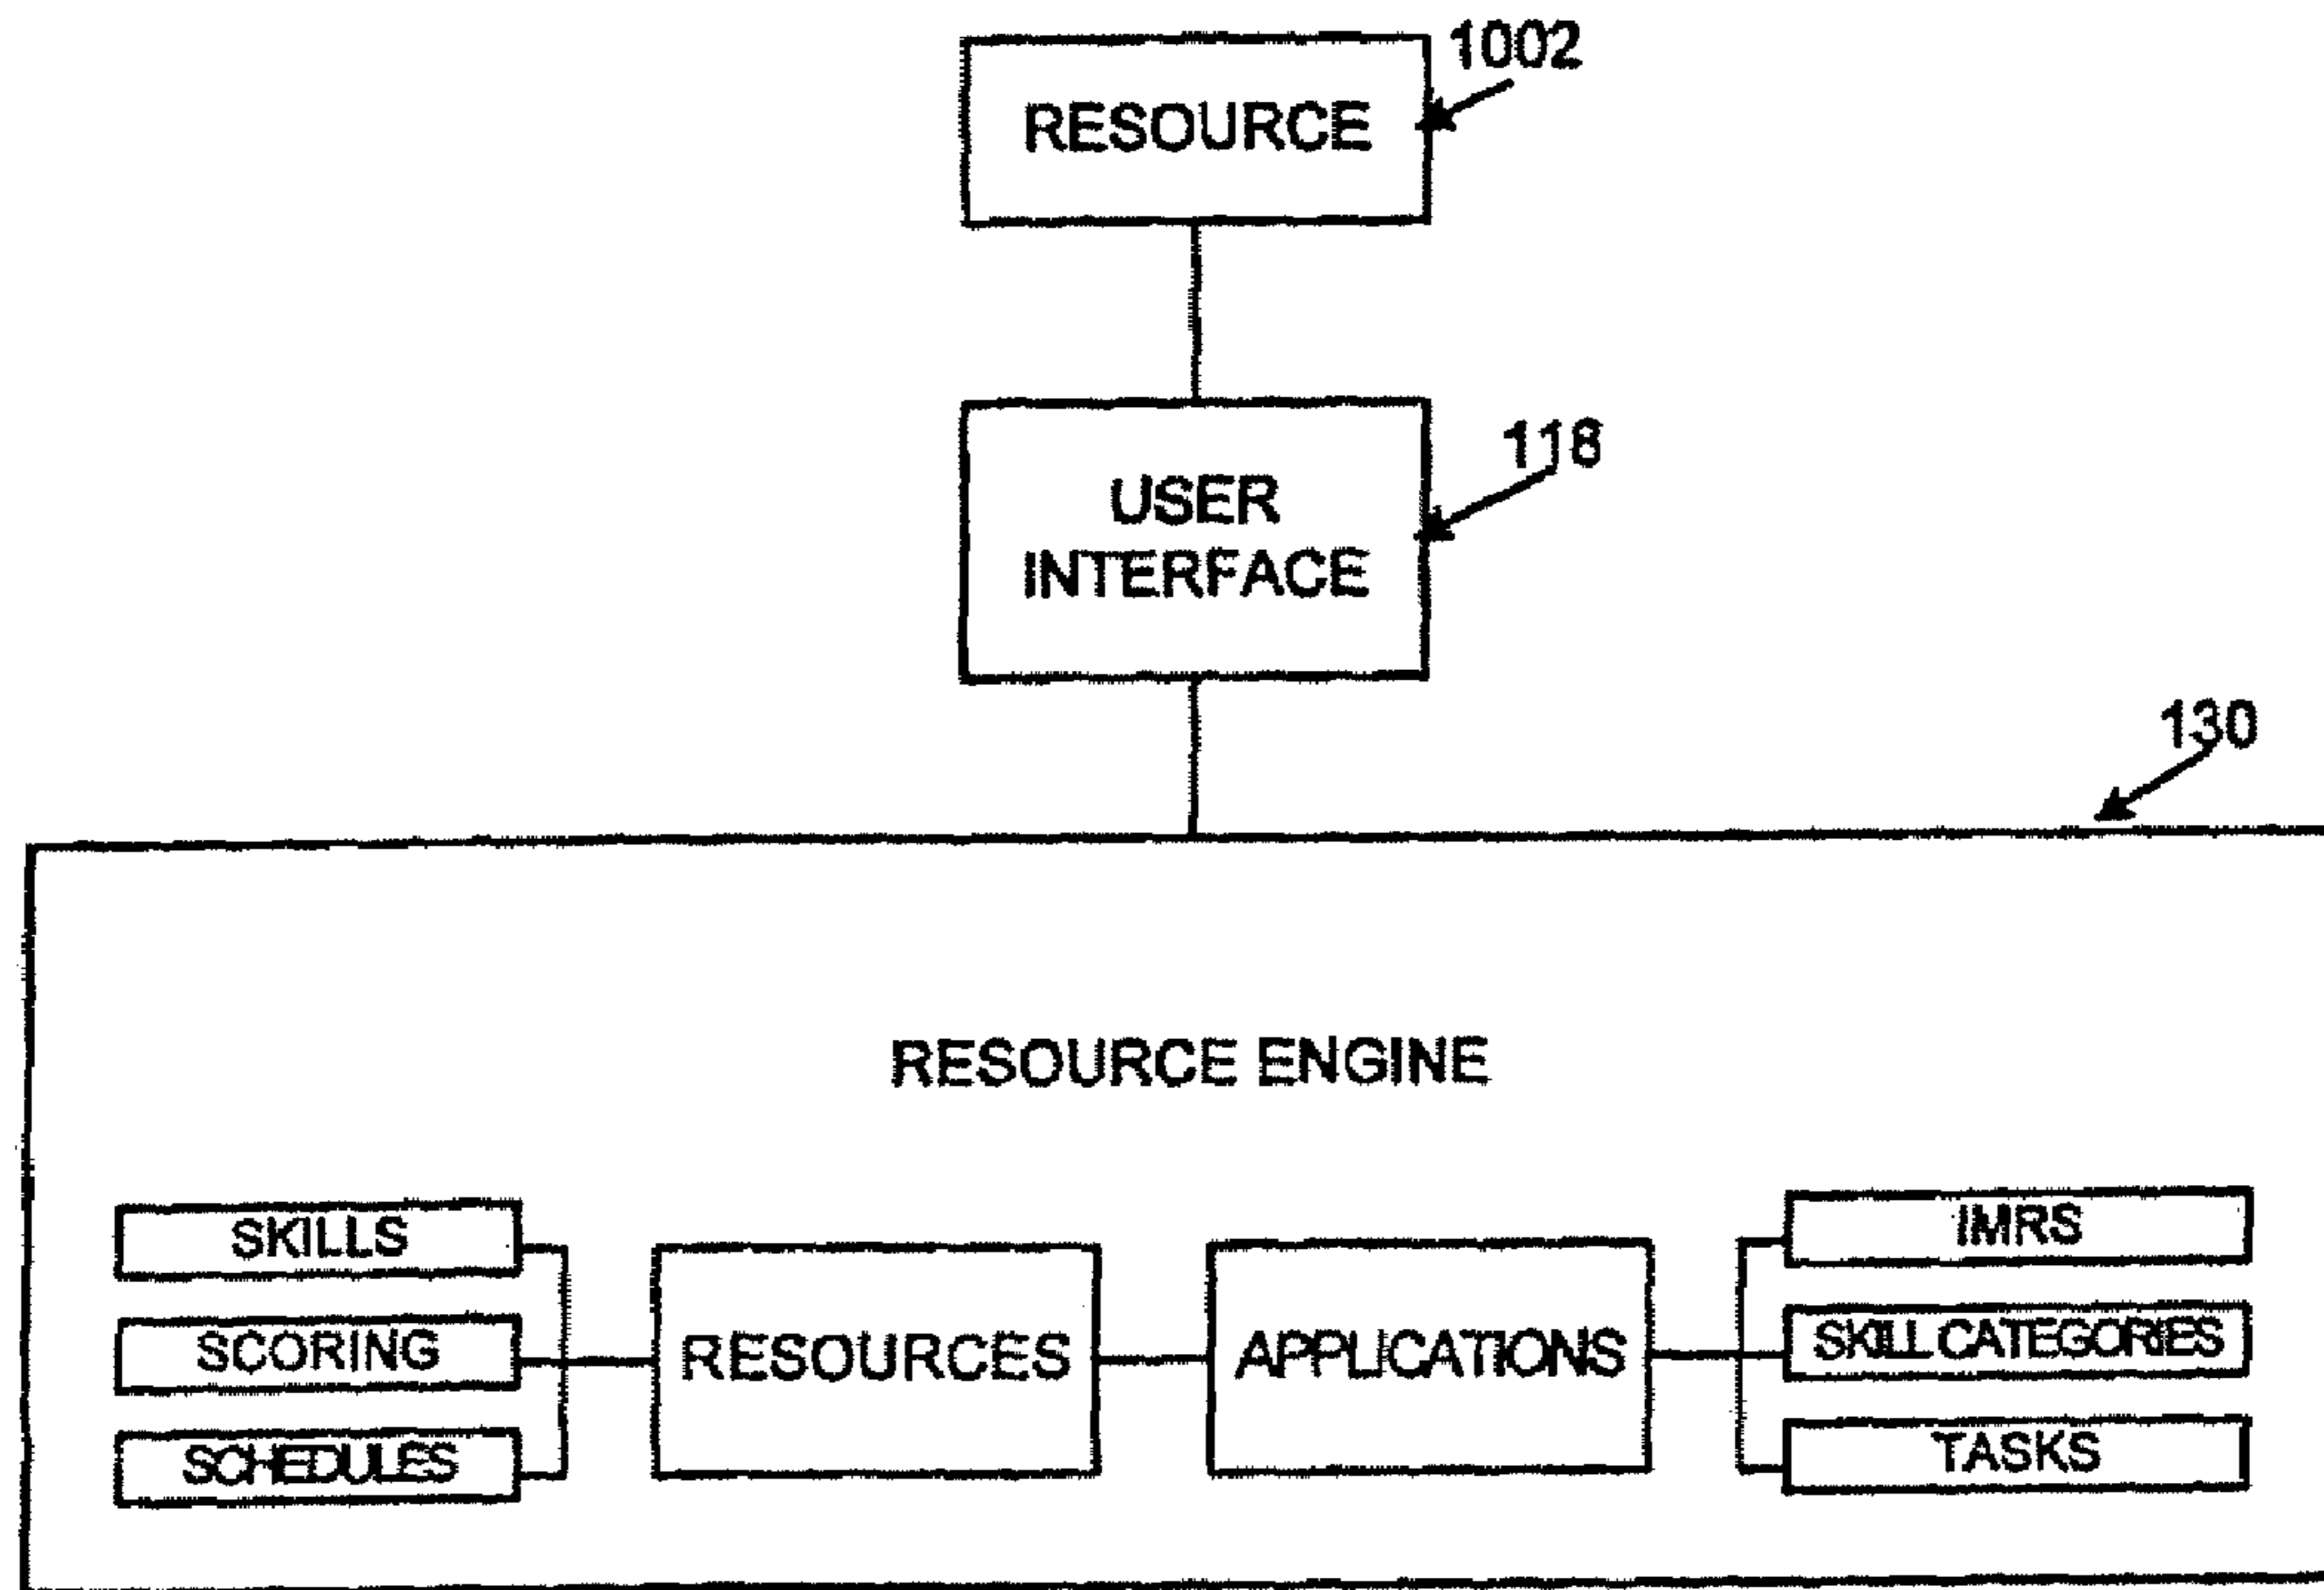 1002
RESOURCE
118
USER
INTERFACE
130
RESOURCE ENGINE
SKILLS
SCORING
SCHEDULES
RESOURCES
APPLICATIONS
IMRS
SKILL CATEGORIES
TASKS